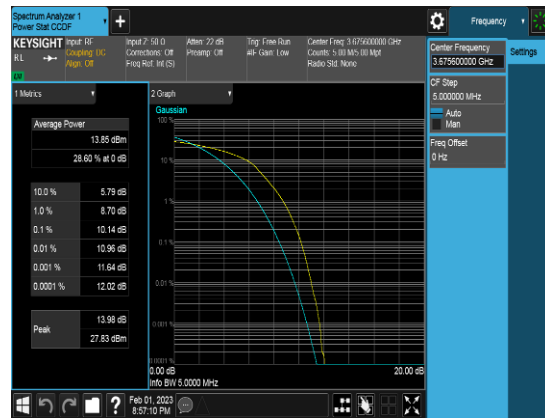 Spectrum Analyzer 1
Power Stat CCDF
Frequency
KEYSIGHT
RL
Input: RF
Coupling: DC
Align: Off
Input Z: 50 Ω
Corrections: Off
Freq Ref: Int (S)
Atten: 22 dB
Preamp: Off
Trig: Free Run
#IF Gain: Low
Center Freq: 3.675600000 GHz
Counts: 5.00 M/5.00 Mpt
Radio Std: None
Center Frequency
3.675600000 GHz
Settings
CF Step
5.000000 MHz
Auto
Man
Freq Offset
0 Hz
1 Metrics
2 Graph
Average Power
13.85 dBm
28.60 % at 0 dB
10.0 % 5.79 dB
1.0 % 8.70 dB
0.1 % 10.14 dB
0.01 % 10.96 dB
0.001 % 11.64 dB
0.0001 % 12.02 dB
Peak
13.98 dB
27.83 dBm
Gaussian
100 %
10 %
1 %
0.1 %
0.01 %
0.001 %
0.0001 %
0.00 dB
20.00 dB
Info BW 5.0000 MHz
?
Feb 01, 2023
8:57:10 PM